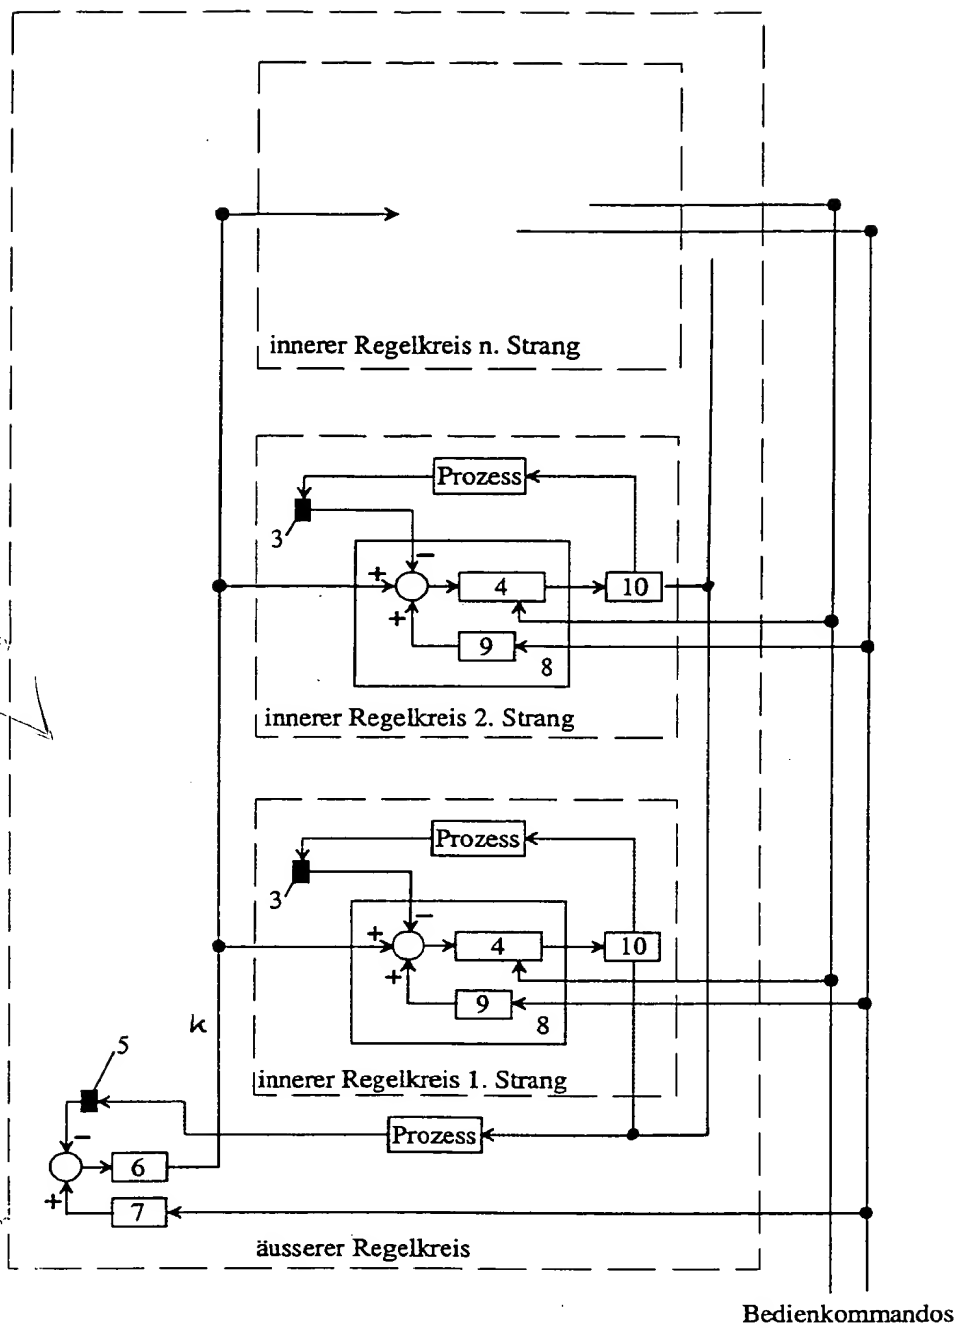 innerer Regelkreis n. Strang
Prozess
3
−
+
4
10
+
9
8
innerer Regelkreis 2. Strang
Prozess
3
−
+
4
10
+
9
8
k
5
innerer Regelkreis 1. Strang
Prozess
−
6
+
7
äusserer Regelkreis
Bedienkommandos